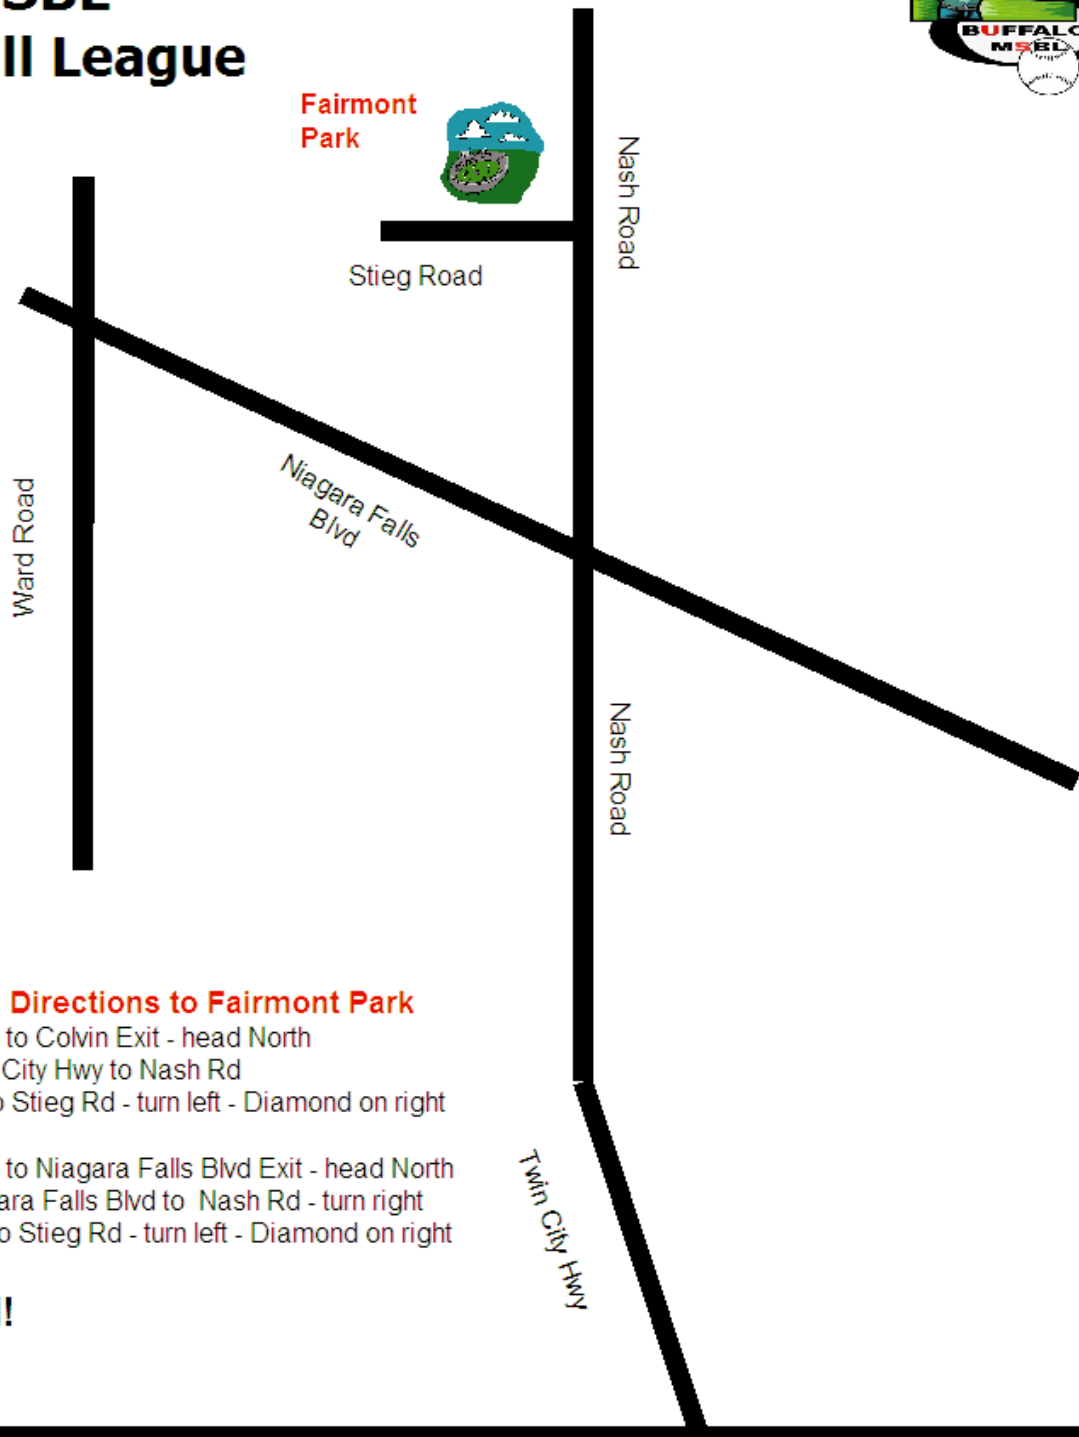 ll League
BUFFALO
MSBL
Fairmont
Park
Nash Road
Stieg Road
Niagara Falls
Blvd
Ward Road
Nash Road
Directions to Fairmont Park
to Colvin Exit - head North
City Hwy to Nash Rd
o Stieg Rd - turn left - Diamond on right
to Niagara Falls Blvd Exit - head North
ara Falls Blvd to Nash Rd - turn right
o Stieg Rd - turn left - Diamond on right
Twin City Hwy
!